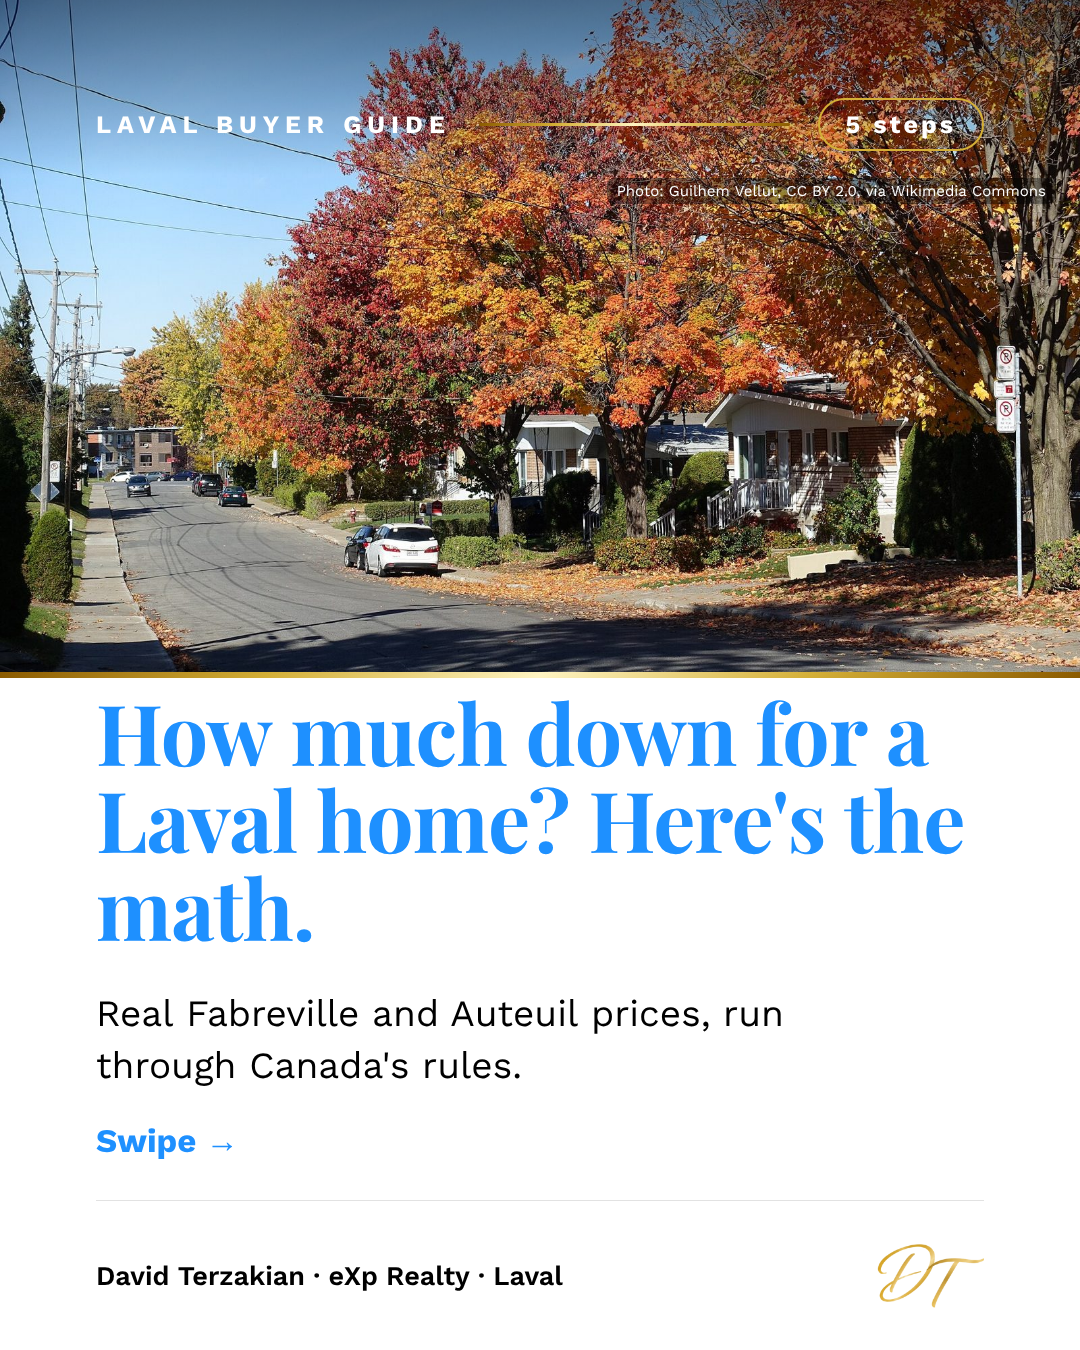 LAVAL BUYER GUIDE
5 steps
Photo: Guilhem Vellut, CC BY 2.0, via Wikimedia Commons
How much down for a
Laval home? Here's the
math.
Real Fabreville and Auteuil prices, run
through Canada's rules.
Swipe →
David Terzakian · eXp Realty · Laval
DT